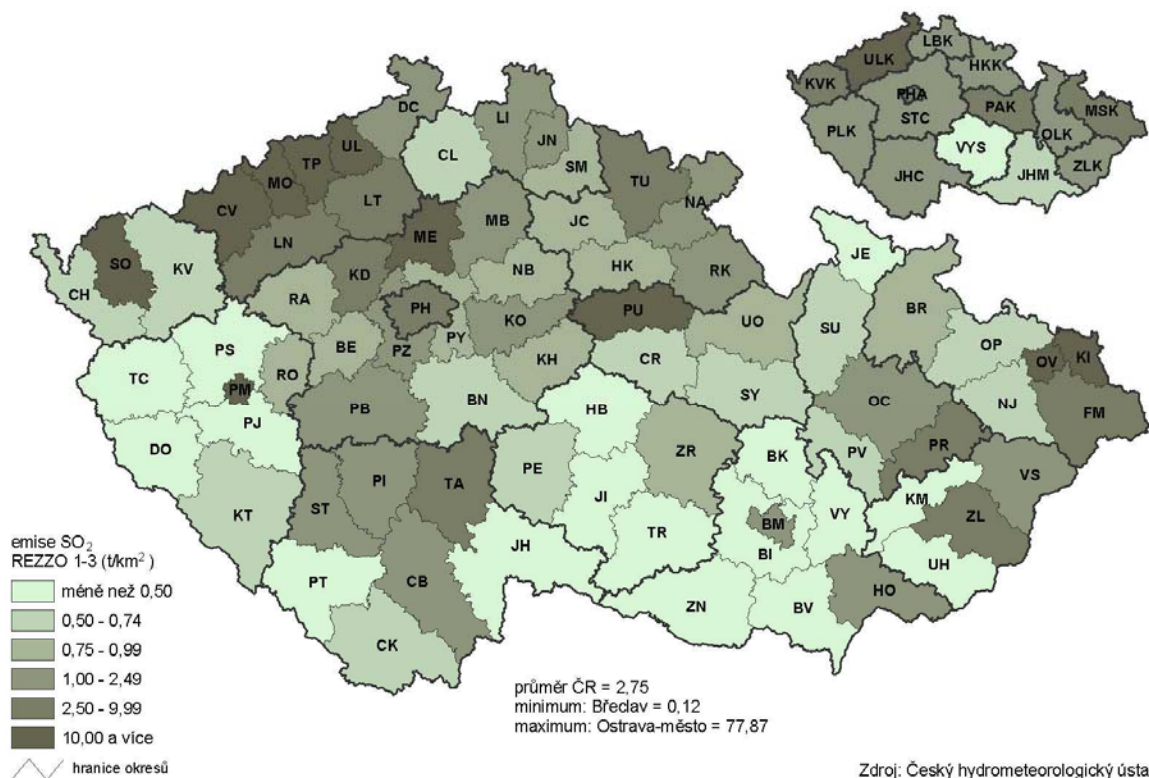 DC
LI
JN
UL
CL
SM
TP
MO
TU
CV
LT
NA
MB
JC
ME
LN
SO
KV
KD
NB
HK
RK
CH
RA
PH
KO
PU
UO
PY
BE
PZ
PS
RO
KH
CR
TC
PM
PB
BN
SY
HB
PJ
DO
PE
ZR
PI
TA
KT
ST
JI
TR
JH
PT
CB
CK
JE
BR
SU
OP
OV
KI
OC
NJ
FM
PR
BK
PV
VS
KM
BM
VY
ZL
BI
UH
HO
ZN
BV
LBK
ULK
HKK
KVK
PHA
PAK
MSK
STC
OLK
PLK
VYS
ZLK
JHC
JHM
emise SO₂
REZZO 1-3 (t/km²)
méně než 0,50
0,50 - 0,74
0,75 - 0,99
1,00 - 2,49
2,50 - 9,99
10,00 a více
hranice okresů
průměr ČR = 2,75
minimum: Břeclav = 0,12
maximum: Ostrava-město = 77,87
Zdroj: Český hydrometeorologický ústa